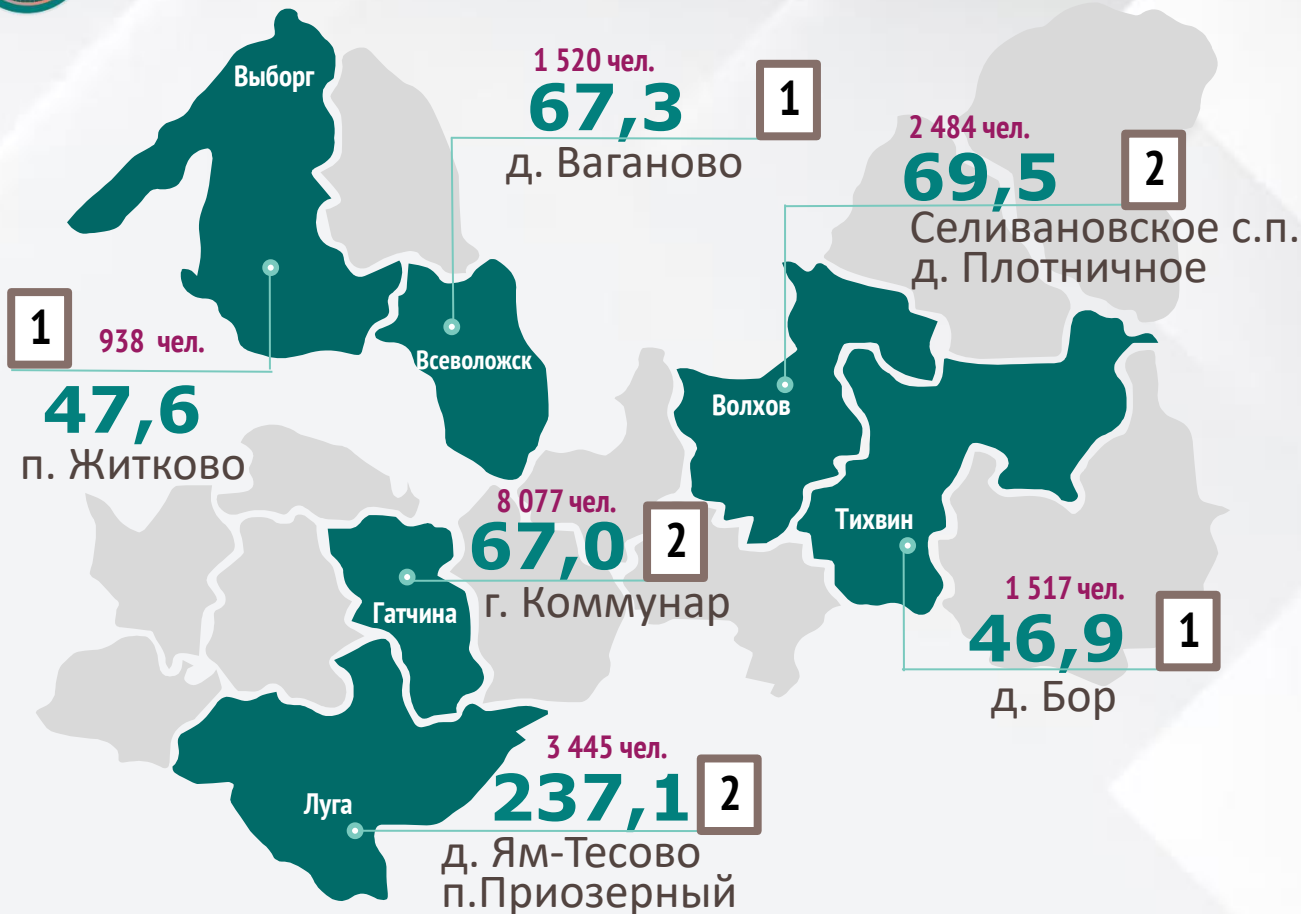 Выборг
1 520 чел.
67,3
1
д. Ваганово
2 484 чел.
69,5
2
Селивановское с.п.
д. Плотничное
1
938 чел.
47,6
п. Житково
Всеволожск
Волхов
8 077 чел.
67,0
2
г. Коммунар
Гатчина
Тихвин
1 517 чел.
46,9
1
д. Бор
3 445 чел.
237,1
2
Луга
д. Ям-Тесово
п.Приозерный